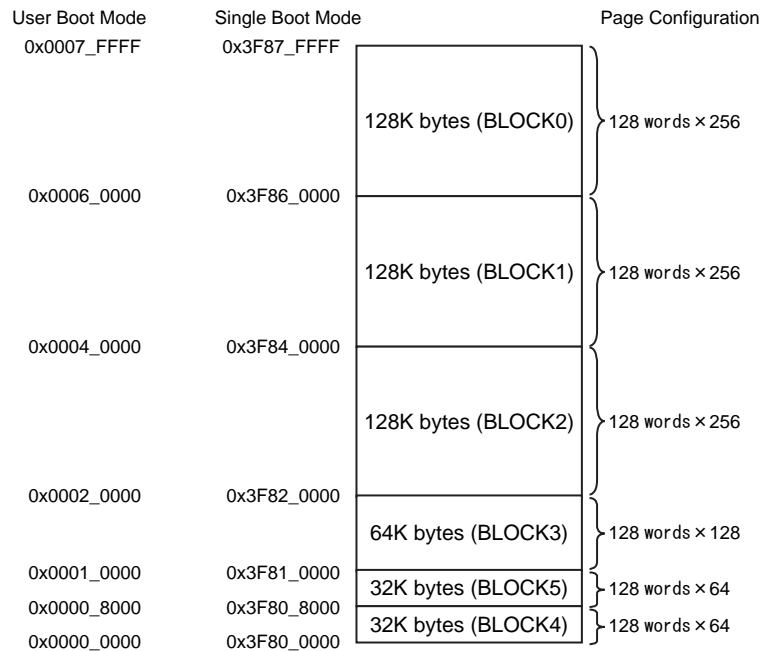 User Boot Mode Single Boot Mode Page Configuration
0x0007_FFFF 0x3F87_FFFF
128K bytes (BLOCK0) 128 words×256
0x0006_0000 0x3F86_0000
128K bytes (BLOCK1) 128 words×256
0x0004_0000 0x3F84_0000
128K bytes (BLOCK2) 128 words×256
0x0002_0000 0x3F82_0000
64K bytes (BLOCK3) 128 words×128
0x0001_0000 0x3F81_0000
32K bytes (BLOCK5) 128 words×64
0x0000_8000 0x3F80_8000
32K bytes (BLOCK4) 128 words×64
0x0000_0000 0x3F80_0000